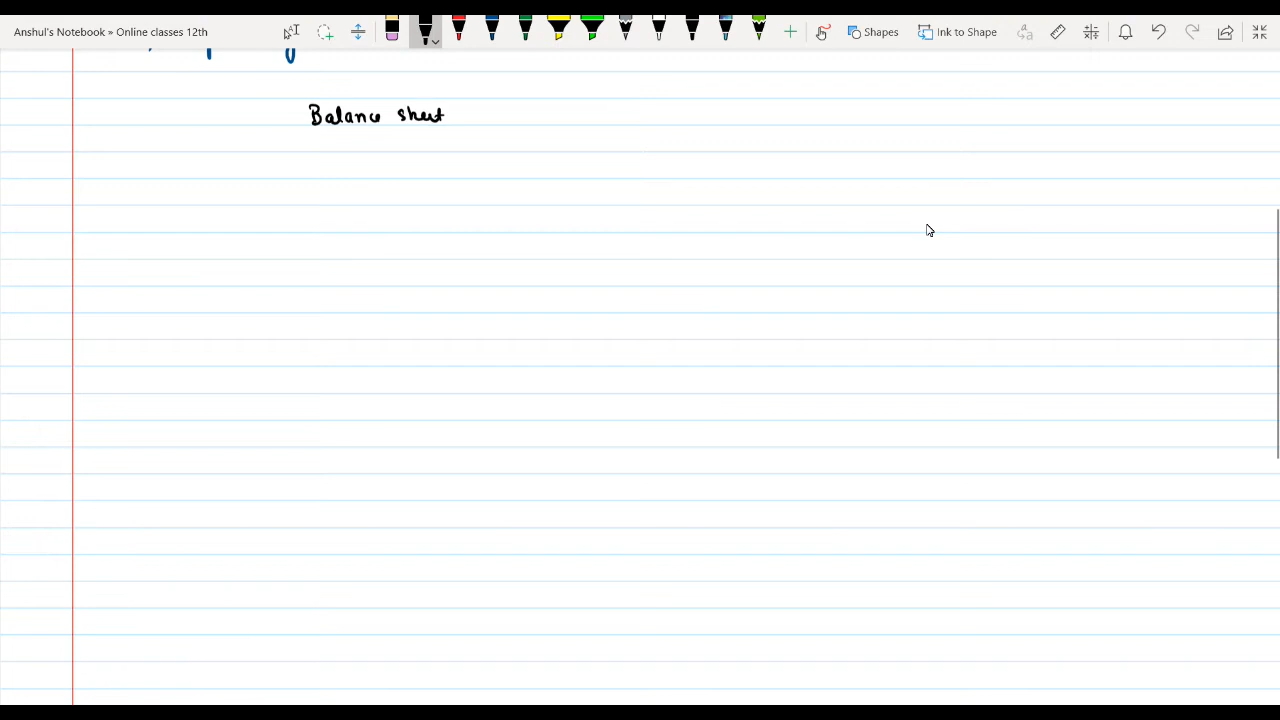 Anshul's Notebook » Online classes 12th
Shapes
Ink to Shape
Balance sheet